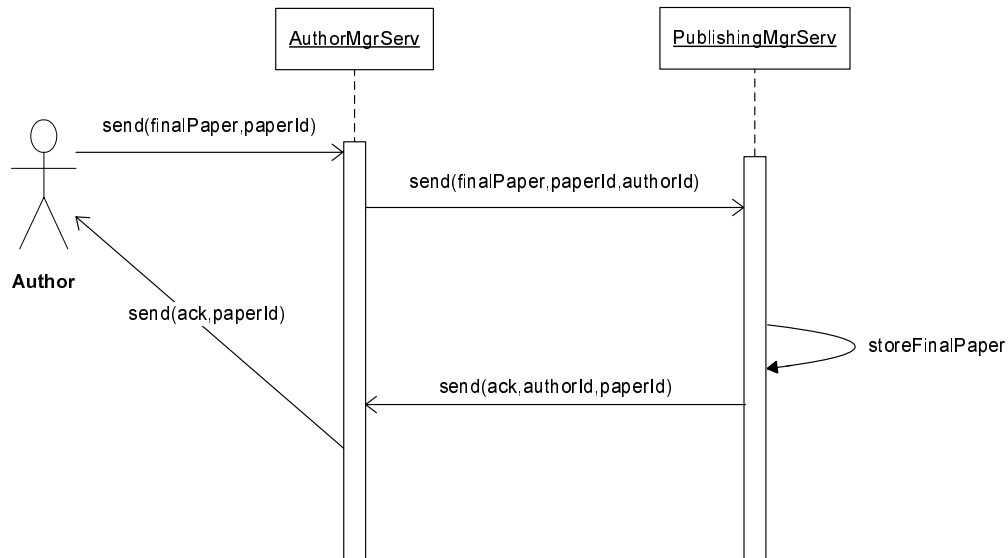 AuthorMgrServ
PublishingMgrServ
send(finalPaper,paperId)
send(finalPaper,paperId,authorId)
Author
send(ack,paperId)
storeFinalPaper
send(ack,authorId,paperId)